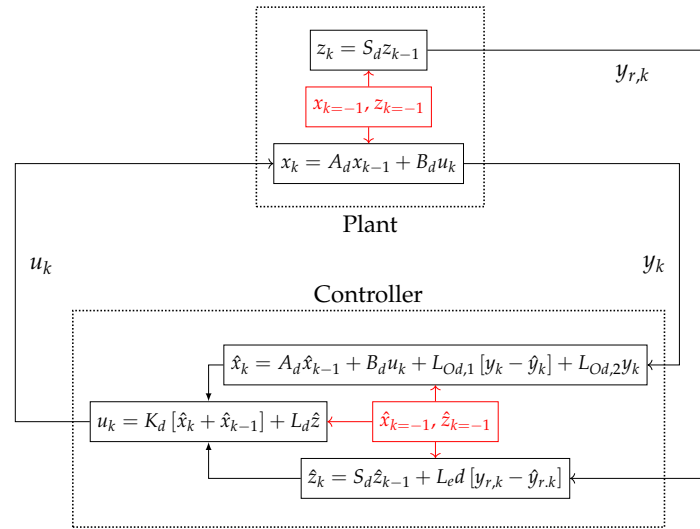 z_k = S_d z_{k−1}
y_{r,k}
x_{k=−1}, z_{k=−1}
x_k = A_d x_{k−1} + B_d u_k
Plant
u_k
y_k
Controller
x̂_k = A_d x̂_{k−1} + B_d u_k + L_{Od,1} [y_k − ŷ_k] + L_{Od,2} y_k
u_k = K_d [x̂_k + x̂_{k−1}] + L_d ẑ
x̂_{k=−1}, ẑ_{k=−1}
ẑ_k = S_d ẑ_{k−1} + L_e d [y_{r,k} − ŷ_{r.k}]